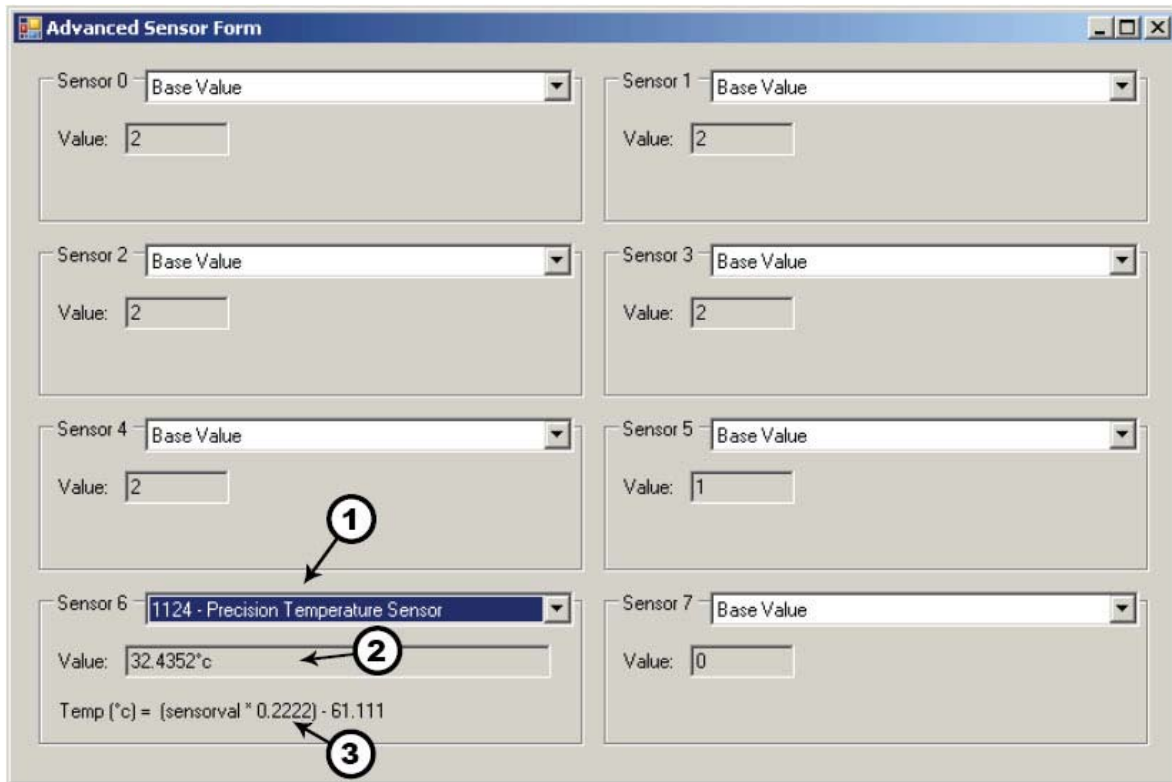 Advanced Sensor Form
Sensor 0 Base Value
Value: 2
Sensor 1 Base Value
Value: 2
Sensor 2 Base Value
Value: 2
Sensor 3 Base Value
Value: 2
Sensor 4 Base Value
Value: 2
Sensor 5 Base Value
Value: 1
1
Sensor 6 1124 - Precision Temperature Sensor
Value: 32.4352°c
2
Temp (°c) = (sensorval * 0.2222) - 61.111
3
Sensor 7 Base Value
Value: 0